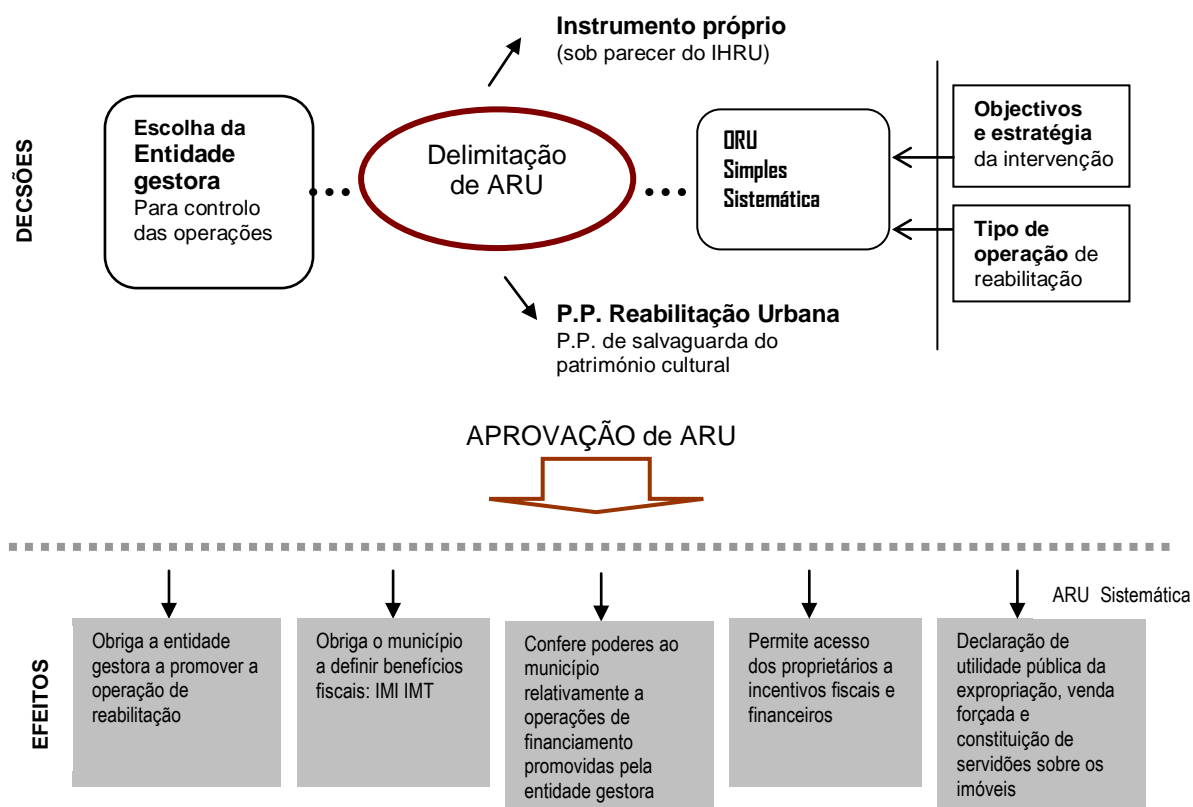 DECSÕES
Instrumento próprio
(sob parecer do IHRU)
Escolha da
Entidade
gestora
Para controlo
das operações
Delimitação
de ARU
ORU
Simples
Sistemática
Objectivos
e estratégia
da intervenção
Tipo de
operação de
reabilitação
P.P. Reabilitação Urbana
P.P. de salvaguarda do
património cultural
APROVAÇÃO de ARU
EFEITOS
ARU Sistemática
Obriga a entidade
gestora a promover a
operação de
reabilitação
Obriga o município
a definir benefícios
fiscais: IMI IMT
Confere poderes ao
município
relativamente a
operações de
financiamento
promovidas pela
entidade gestora
Permite acesso
dos proprietários a
incentivos fiscais e
financeiros
Declaração de
utilidade pública da
expropriação, venda
forçada e
constituição de
servidões sobre os
imóveis